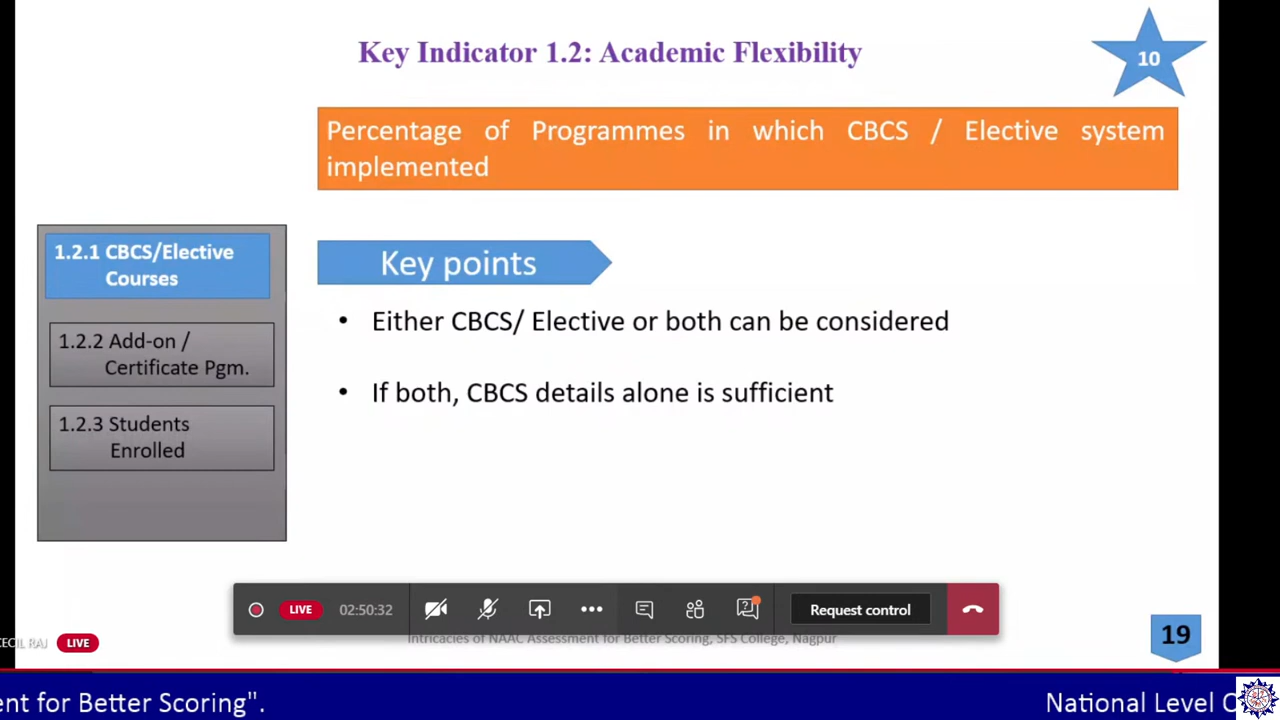 Key Indicator 1.2: Academic Flexibility
10
Percentage of Programmes in which CBCS / Elective system
implemented
1.2.1 CBCS/Elective
Courses
1.2.2 Add-on /
Certificate Pgm.
1.2.3 Students
Enrolled
Key points
• Either CBCS/ Elective or both can be considered
• If both, CBCS details alone is sufficient
LIVE
02:50:32
Request control
Intricacies of NAAC Assessment for Better Scoring, SFS College, Nagpur
19
CECIL RAJ
LIVE
ent for Better Scoring".
National Level C